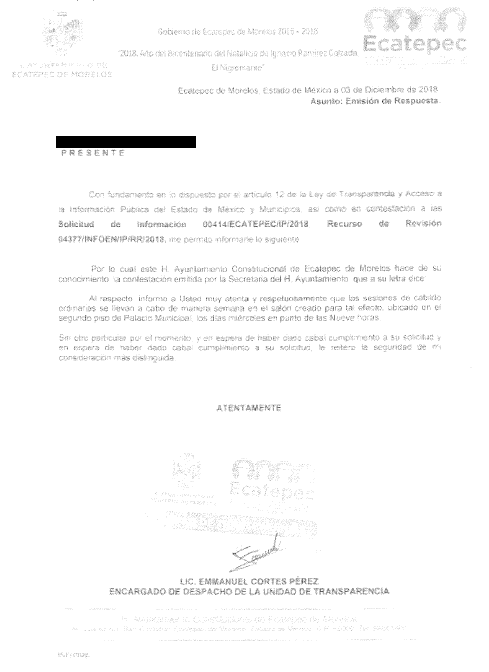 Gobierno de Ecatepec de Morelos 2016 - 2018
Ecatepec
"2018. Año del Bicentenario del Natalicio de Ignacio Ramírez Calzada
El Nigromante"
ECATEPEC DE MORELOS
Ecatepec de Morelos, Estado de México a 03 de Diciembre de 2018
Asunto: Emisión de Respuesta
P R E S E N T E
Con fundamento en lo dispuesto por el artículo 12 de la Ley de Transparencia y Acceso a
la Información Pública del Estado de México y Municipios, así como en contestación a las
Solicitud de Información 00414/ECATEPEC/IP/2018 Recurso de Revisión
04377/INFOEM/IP/RR/2018, me permito informarle lo siguiente
Por lo cual este H. Ayuntamiento Constitucional de Ecatepec de Morelos hace de su
conocimiento la contestación emitida por la Secretaria del H. Ayuntamiento, que a su letra dice:
Al respecto, informo a Usted muy atenta y respetuosamente que las sesiones de cabildo
ordinarios se llevan a cabo de manera semana en el salón creado para tal efecto, ubicado en el
segundo piso de Palacio Municipal, los días miércoles en punto de las Nueve horas.
Sin otro particular por el momento y en espera de haber dado cabal cumplimiento a su solicitud y
en espera de haber dado cabal cumplimiento a su solicitud, le reitero la seguridad de mi
consideración más distinguida.
ATENTAMENTE
Ecatepec
LIC. EMMANUEL CORTES PÉREZ
ENCARGADO DE DESPACHO DE LA UNIDAD DE TRANSPARENCIA
H. Ayuntamiento Constitucional de Ecatepec de Morelos